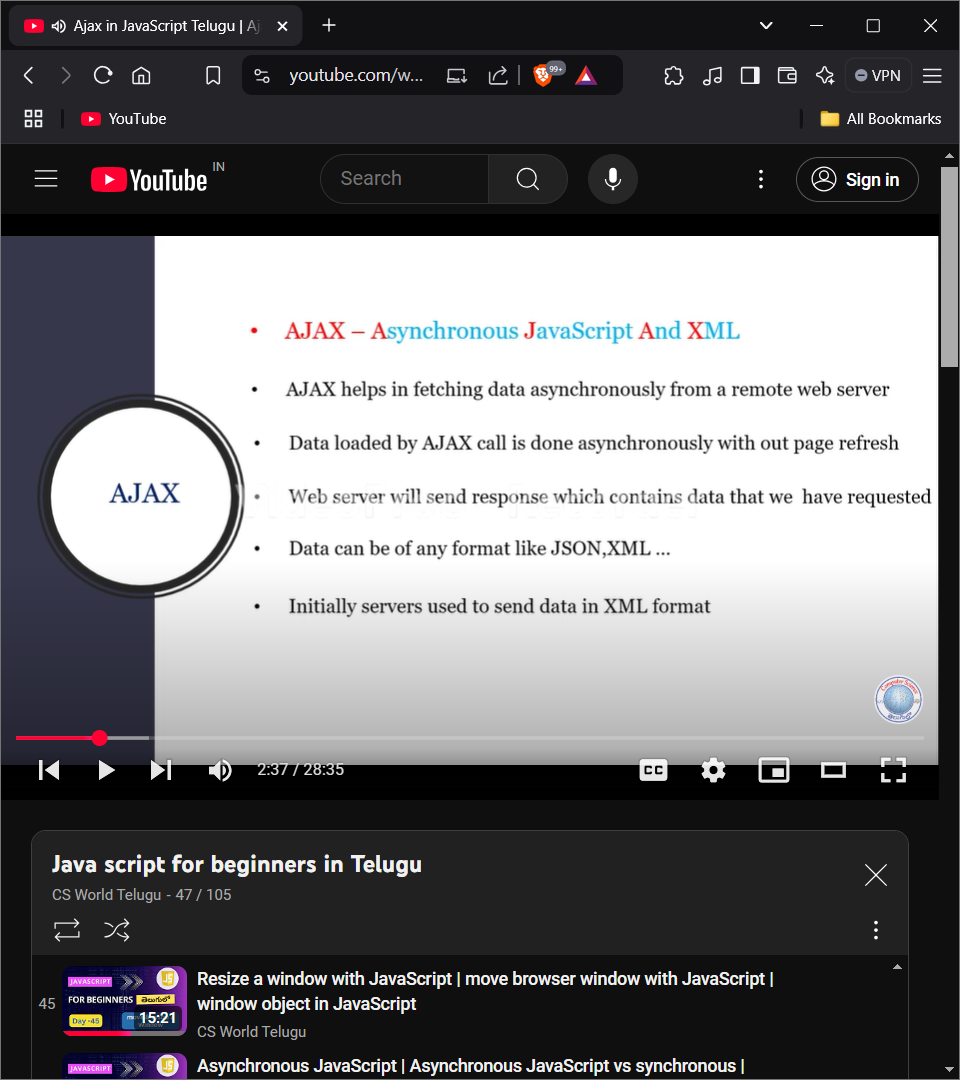 Ajax in JavaScript Telugu | Aj
youtube.com/w...
99+
VPN
YouTube
All Bookmarks
YouTube IN
Search
Sign in
• AJAX – Asynchronous JavaScript And XML
• AJAX helps in fetching data asynchronously from a remote web server
• Data loaded by AJAX call is done asynchronously with out page refresh
AJAX
• Web server will send response which contains data that we have requested
• Data can be of any format like JSON,XML ...
• Initially servers used to send data in XML format
2:37 / 28:35
CC
Java script for beginners in Telugu
CS World Telugu - 47 / 105
45
JAVASCRIPT
JS
FOR BEGINNERS తెలుగులో
Day -45
15:21
Resize a window with JavaScript | move browser window with JavaScript |
window object in JavaScript
CS World Telugu
JAVASCRIPT
Asynchronous JavaScript | Asynchronous JavaScript vs synchronous |